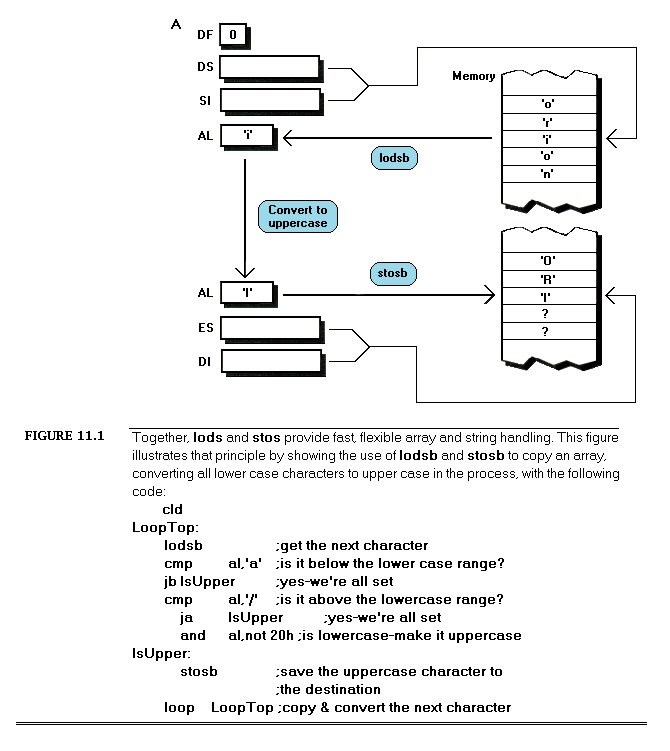 A
DF 0
DS
SI
Memory
'o'
'r'
AL 'i'
'i'
lodsb
'o'
'n'
Convert to
uppercase
'O'
stosb
'R'
AL 'I'
'I'
?
ES
?
DI
FIGURE 11.1
Together, lods and stos provide fast, flexible array and string handling. This figure
illustrates that principle by showing the use of lodsb and stosb to copy an array,
converting all lower case characters to upper case in the process, with the following
code:
cld
LoopTop:
lodsb ;get the next character
cmp al,'a' ;is it below the lower case range?
jb IsUpper ;yes-we're all set
cmp al,'/' ;is it above the lowercase range?
ja IsUpper ;yes-we're all set
and al,not 20h ;is lowercase-make it uppercase
IsUpper:
stosb ;save the uppercase character to
;the destination
loop LoopTop ;copy & convert the next character